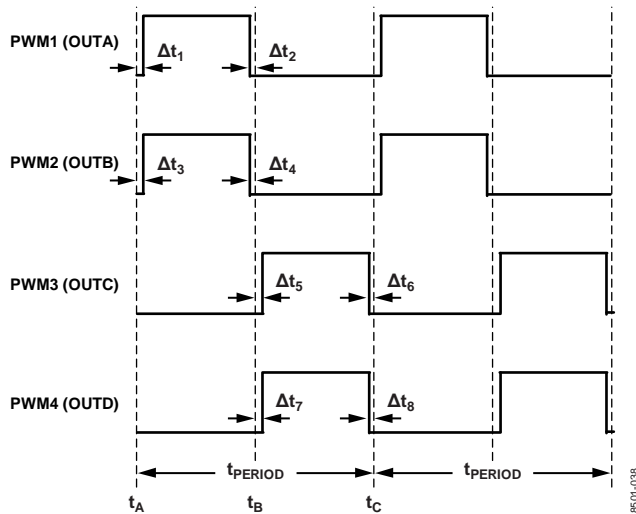 PWM1 (OUTA)
Δt1
Δt2
PWM2 (OUTB)
Δt3
Δt4
PWM3 (OUTC)
Δt5
Δt6
PWM4 (OUTD)
Δt7
Δt8
tPERIOD
tPERIOD
tA
tB
tC